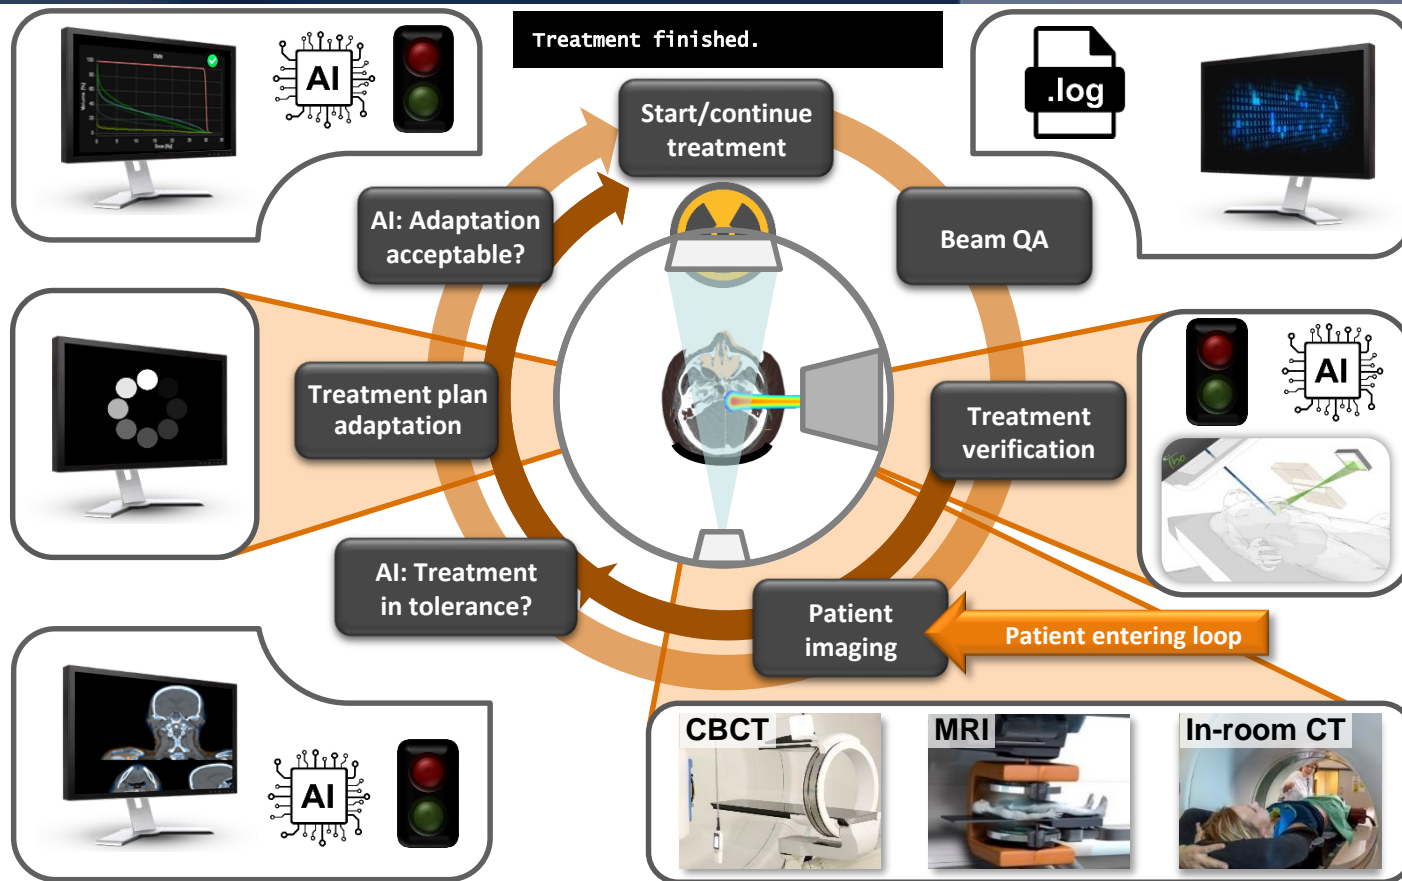 Treatment finished.
AI
.log
Start/continue
treatment
AI: Adaptation
acceptable?
Beam QA
Treatment plan
adaptation
Treatment
verification
AI
AI: Treatment
in tolerance?
Patient
imaging
Patient entering loop
AI
CBCT
MRI
In-room CT